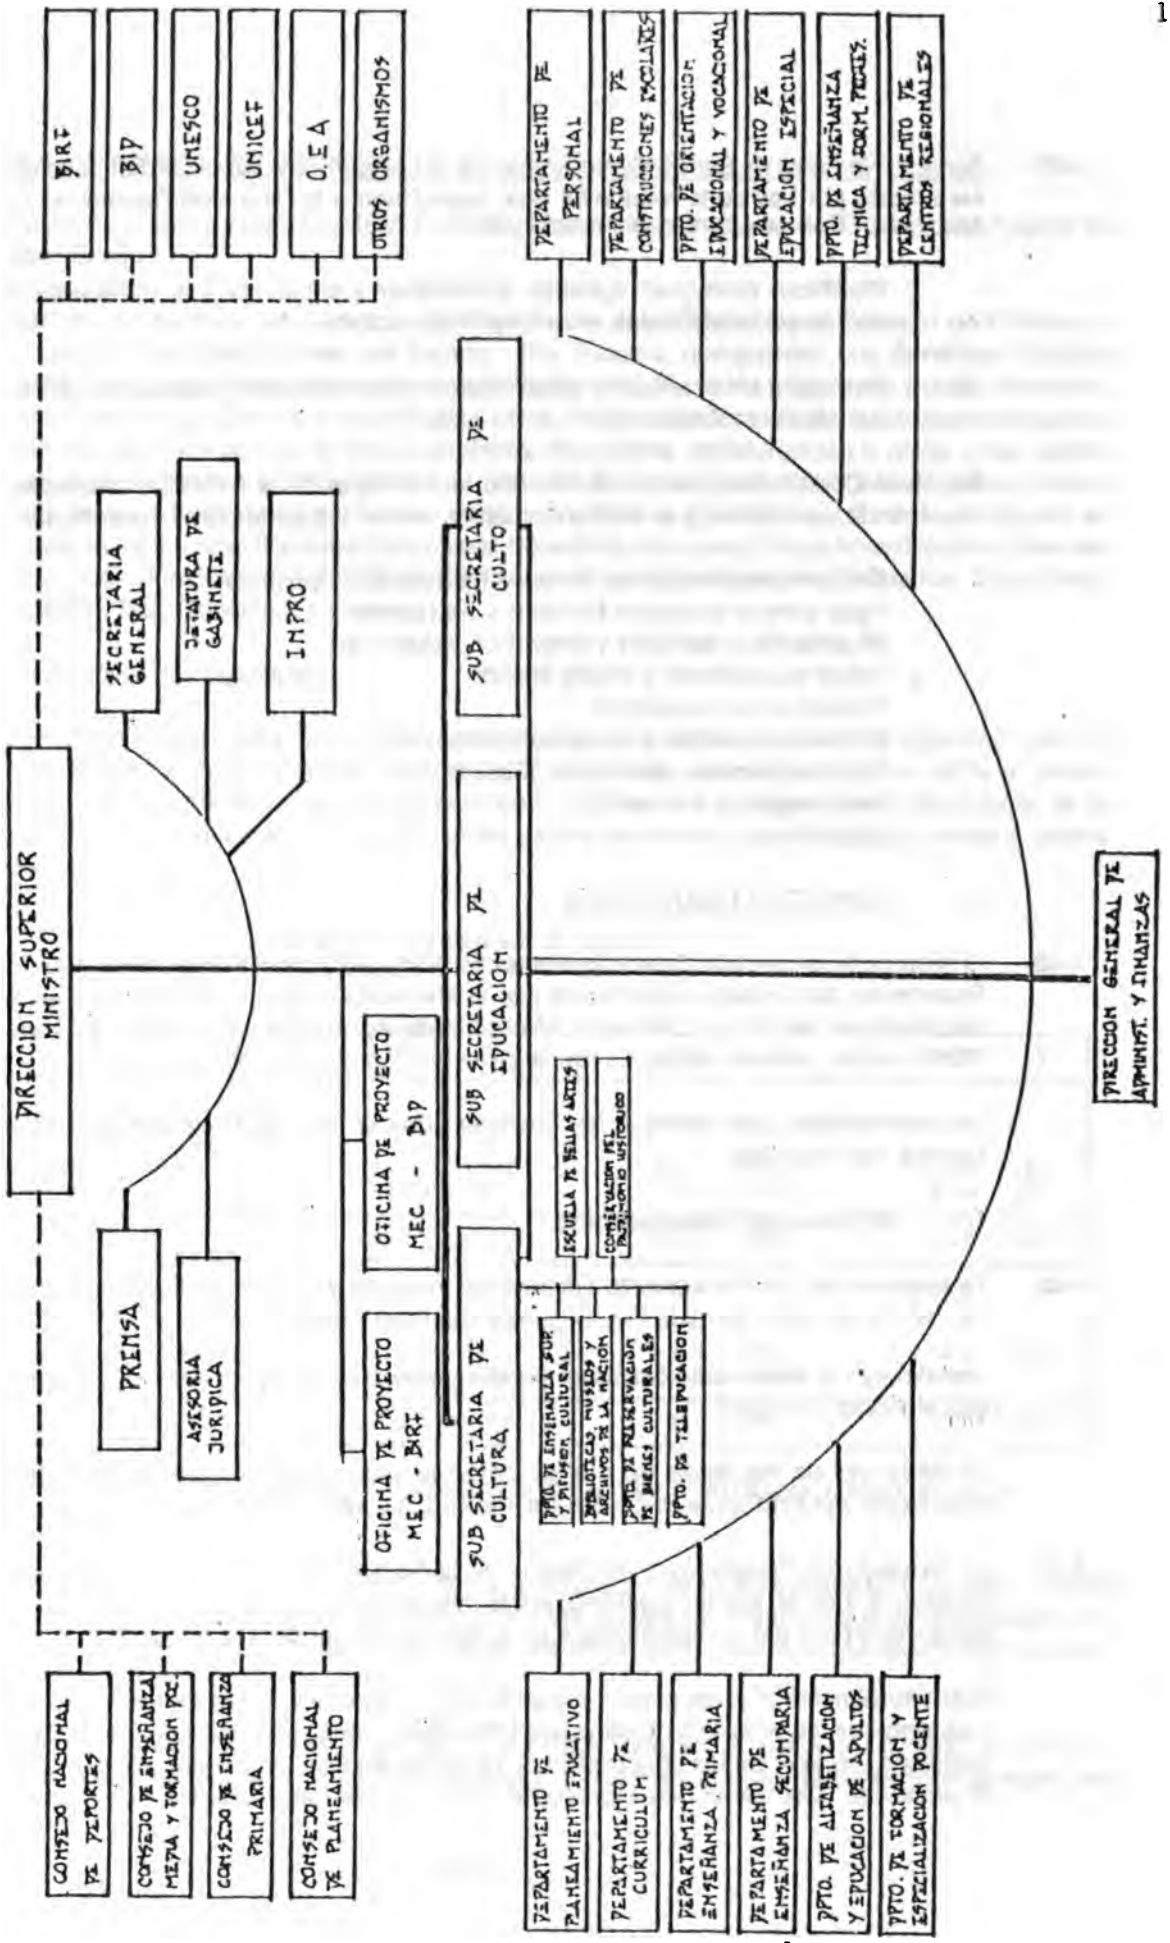 1
DIRECCION SUPERIOR
MINISTRO
CONSEJO NACIONAL
DE DEPORTES
CONSEJO DE ENSEÑANZA
MEDIA Y FORMACION DOC.
CONSEJO DE ENSEÑANZA
PRIMARIA
CONSEJO NACIONAL
DE PLANEAMIENTO
BIRF
BID
UNESCO
UNICEF
O.E.A
OTROS ORGANISMOS
PRENSA
ASESORIA
JURIDICA
SECRETARIA
GENERAL
JEFATURA DE
GABINETE
INPRO
OFICINA DE PROYECTO
MEC - BIRF
OFICINA DE PROYECTO
MEC - BID
SUB SECRETARIA DE
CULTURA
SUB SECRETARIA DE
EDUCACION
SUB SECRETARIA DE
CULTO
DPTO. DE ENSEÑANZA SUP.
Y DIFUSION CULTURAL
BIBLIOTECAS MUSEOS Y
ARCHIVOS DE LA NACION
DPTO. DE PRESERVACION
DE BIENES CULTURALES
DPTO. DE TELEDUCACION
ESCUELA DE BELLAS ARTES
CONSERVACION DEL
PATRIMONIO HISTORICO
DEPARTAMENTO DE
PLANEAMIENTO EDUCATIVO
DEPARTAMENTO DE
CURRICULUM
DEPARTAMENTO DE
ENSEÑANZA PRIMARIA
DEPARTAMENTO DE
ENSEÑANZA SECUNDARIA
DPTO. DE ALFABETIZACION
Y EDUCACION DE ADULTOS
DPTO. DE FORMACION Y
ESPECIALIZACION DOCENTE
DEPARTAMENTO DE
PERSONAL
DEPARTAMENTO DE
CONSTRUCCIONES ESCOLARES
DPTO. DE ORIENTACION
EDUCACIONAL Y VOCACIONAL
DEPARTAMENTO DE
EDUCACION ESPECIAL
DPTO. DE ENSEÑANZA
TECNICA Y FORM. PROFES.
DEPARTAMENTO DE
CENTROS REGIONALES
DIRECCION GENERAL DE
ADMINIST. Y FINANZAS